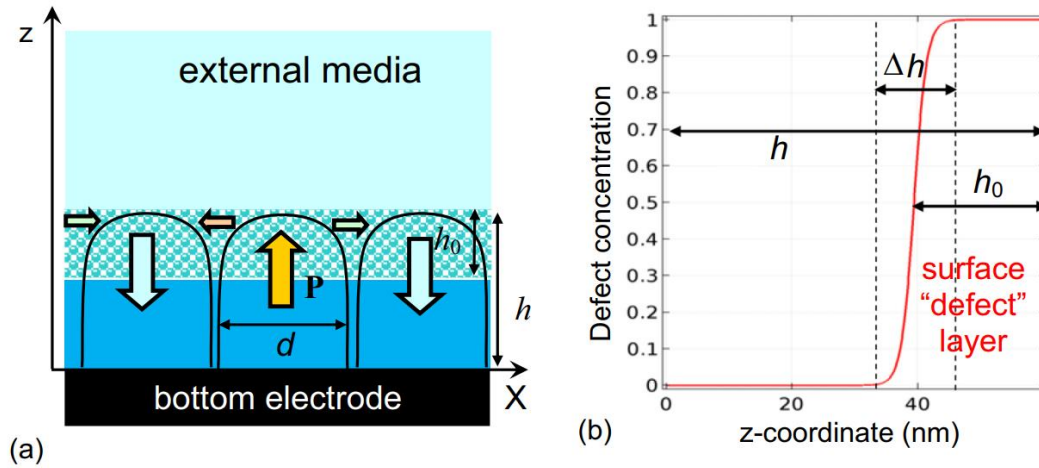 z
external media
h₀
P
h
d
bottom electrode
X
(a)
1
0.9
0.8
0.7
0.6
0.5
0.4
0.3
0.2
0.1
0
Defect concentration
Δh
h
h₀
surface
“defect”
layer
0
20
40
z-coordinate (nm)
(b)